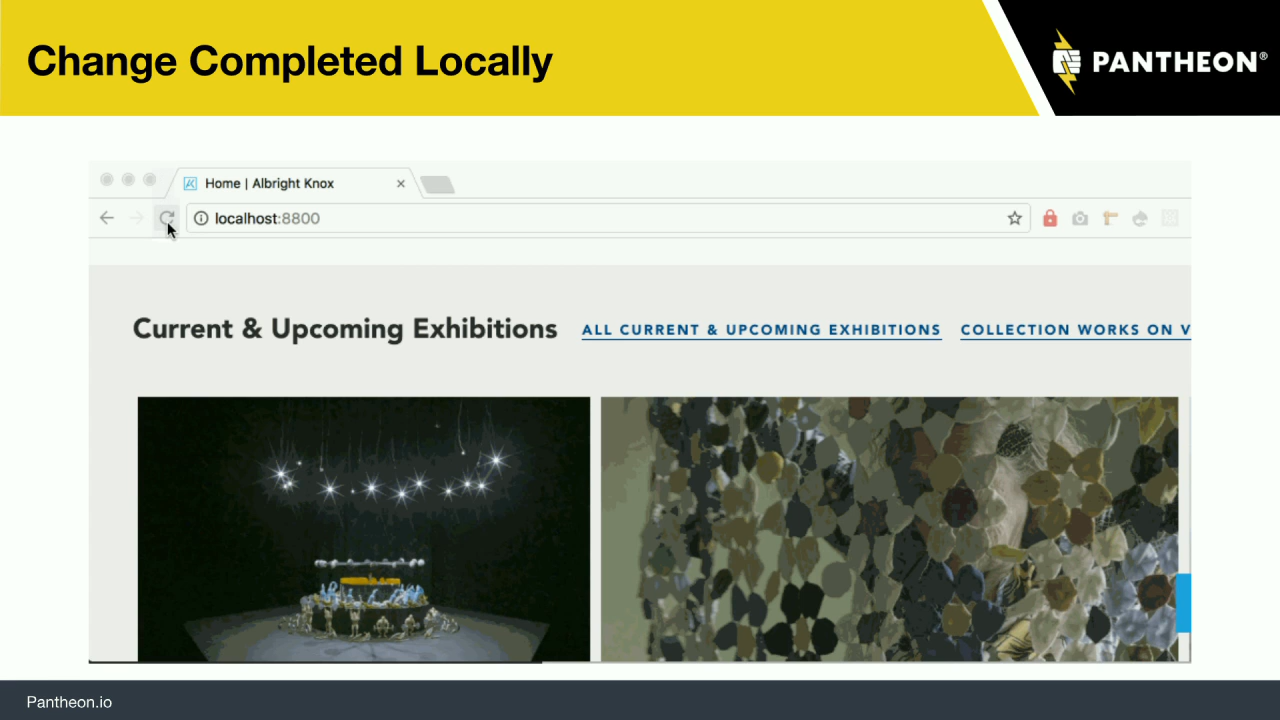 Change Completed Locally
PANTHEON®
Home | Albright Knox
localhost:8800
Current & Upcoming Exhibitions ALL CURRENT & UPCOMING EXHIBITIONS COLLECTION WORKS ON V
Pantheon.io